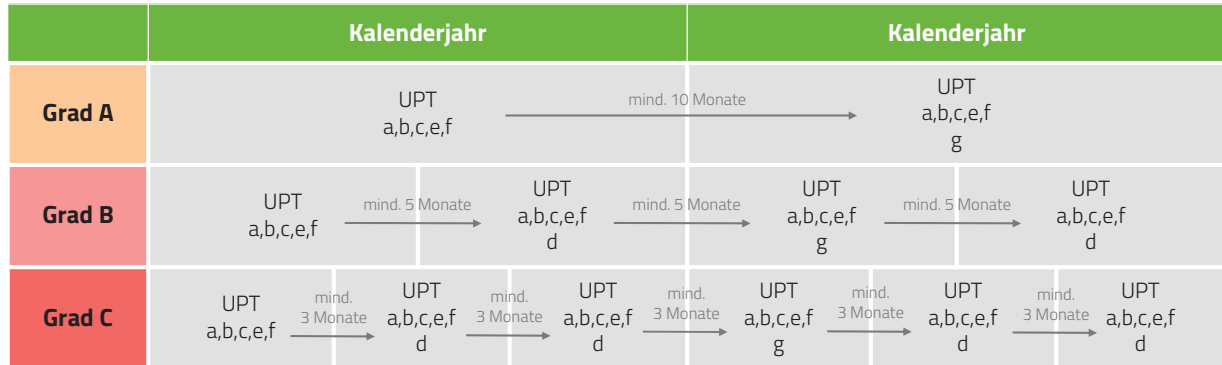 Kalenderjahr
Kalenderjahr
Grad A
UPT
a,b,c,e,f
mind. 10 Monate
UPT
a,b,c,e,f
g
Grad B
UPT
a,b,c,e,f
mind. 5 Monate
UPT
a,b,c,e,f
d
mind. 5 Monate
UPT
a,b,c,e,f
g
mind. 5 Monate
UPT
a,b,c,e,f
d
Grad C
UPT
a,b,c,e,f
mind.
3 Monate
UPT
a,b,c,e,f
d
mind.
3 Monate
UPT
a,b,c,e,f
d
mind.
3 Monate
UPT
a,b,c,e,f
g
mind.
3 Monate
UPT
a,b,c,e,f
d
mind.
3 Monate
UPT
a,b,c,e,f
d